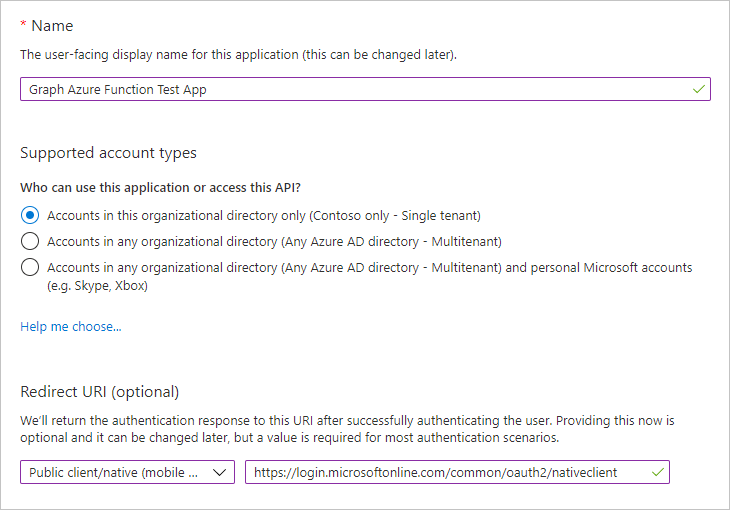 * Name
The user-facing display name for this application (this can be changed later).
Graph Azure Function Test App
Supported account types
Who can use this application or access this API?
Accounts in this organizational directory only (Contoso only - Single tenant)
Accounts in any organizational directory (Any Azure AD directory - Multitenant)
Accounts in any organizational directory (Any Azure AD directory - Multitenant) and personal Microsoft accounts
(e.g. Skype, Xbox)
Help me choose...
Redirect URI (optional)
We'll return the authentication response to this URI after successfully authenticating the user. Providing this now is
optional and it can be changed later, but a value is required for most authentication scenarios.
Public client/native (mobile ... https://login.microsoftonline.com/common/oauth2/nativeclient